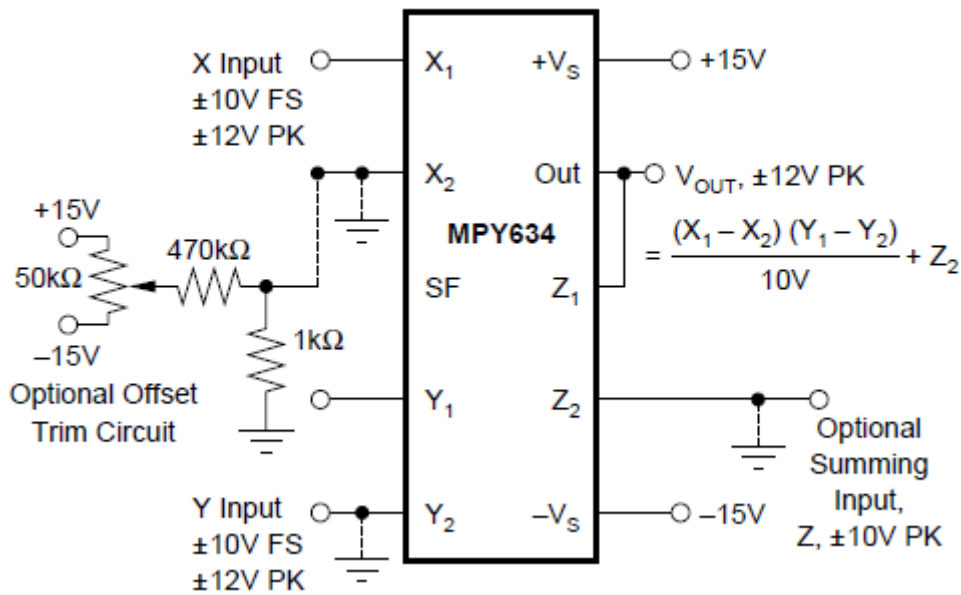 X Input
±10V FS
±12V PK
X₁
+Vₛ
+15V
X₂
Out
V_OUT, ±12V PK
MPY634
= (X₁ – X₂) (Y₁ – Y₂) / 10V + Z₂
+15V
470kΩ
50kΩ
SF
Z₁
–15V
1kΩ
Optional Offset
Trim Circuit
Y₁
Z₂
Optional
Summing
Input,
Z, ±10V PK
Y Input
±10V FS
±12V PK
Y₂
–Vₛ
–15V